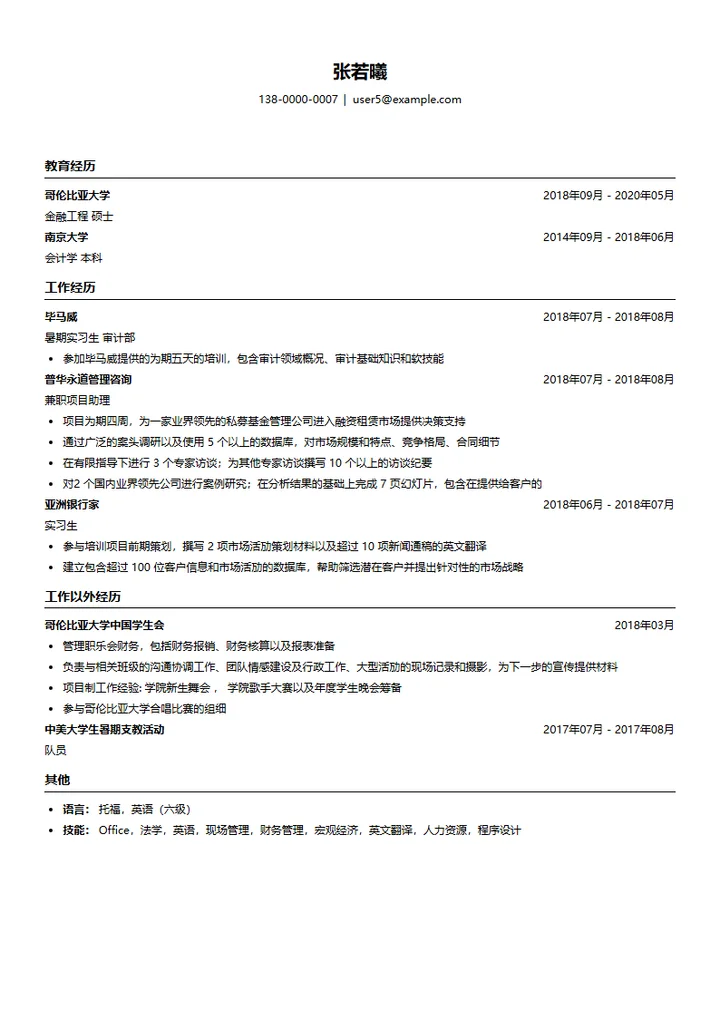 张若曦
138-0000-0007 | user5@example.com
教育经历
哥伦比亚大学 2018年09月 - 2020年05月
金融工程 硕士
南京大学 2014年09月 - 2018年06月
会计学 本科
工作经历
毕马威 2018年07月 - 2018年08月
暑期实习生 审计部
• 参加毕马威提供的为期五天的培训，包含审计领域概况、审计基础知识和软技能
普华永道管理咨询 2018年07月 - 2018年08月
兼职项目助理
• 项目为期四周，为一家业界领先的私募基金管理公司进入融资租赁市场提供决策支持
• 通过广泛的案头调研以及使用 5 个以上的数据库，对市场规模和特点、竞争格局、合同细节
• 在有限指导下进行 3 个专家访谈；为其他专家访谈撰写 10 个以上的访谈纪要
• 对2 个国内业界领先公司进行案例研究；在分析结果的基础上完成 7 页幻灯片，包含在提供给客户的
亚洲银行家 2018年06月 - 2018年07月
实习生
• 参与培训项目前期策划，撰写 2 项市场活动策划材料以及超过 10 项新闻通稿的英文翻译
• 建立包含超过 100 位客户信息和市场活动的数据库，帮助筛选潜在客户并提出针对性的市场战略
工作以外经历
哥伦比亚大学中国学生会 2018年03月
• 管理职乐会财务，包括财务报销、财务核算以及报表准备
• 负责与相关班级的沟通协调工作、团队情感建设及行政工作、大型活动的现场记录和摄影，为下一步的宣传提供材料
• 项目制工作经验: 学院新生舞会 ， 学院歌手大赛以及年度学生晚会筹备
• 参与哥伦比亚大学合唱比赛的组细
中美大学生暑期支教活动 2017年07月 - 2017年08月
队员
其他
• 语言： 托福，英语（六级）
• 技能： Office，法学，英语，现场管理，财务管理，宏观经济，英文翻译，人力资源，程序设计